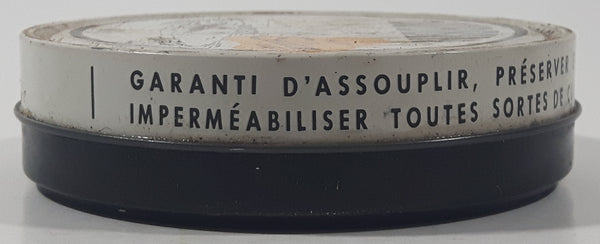 GARANTI D'ASSOUPLIR, PRÉSERVER
IMPERMÉABILISER TOUTES SORTES DE